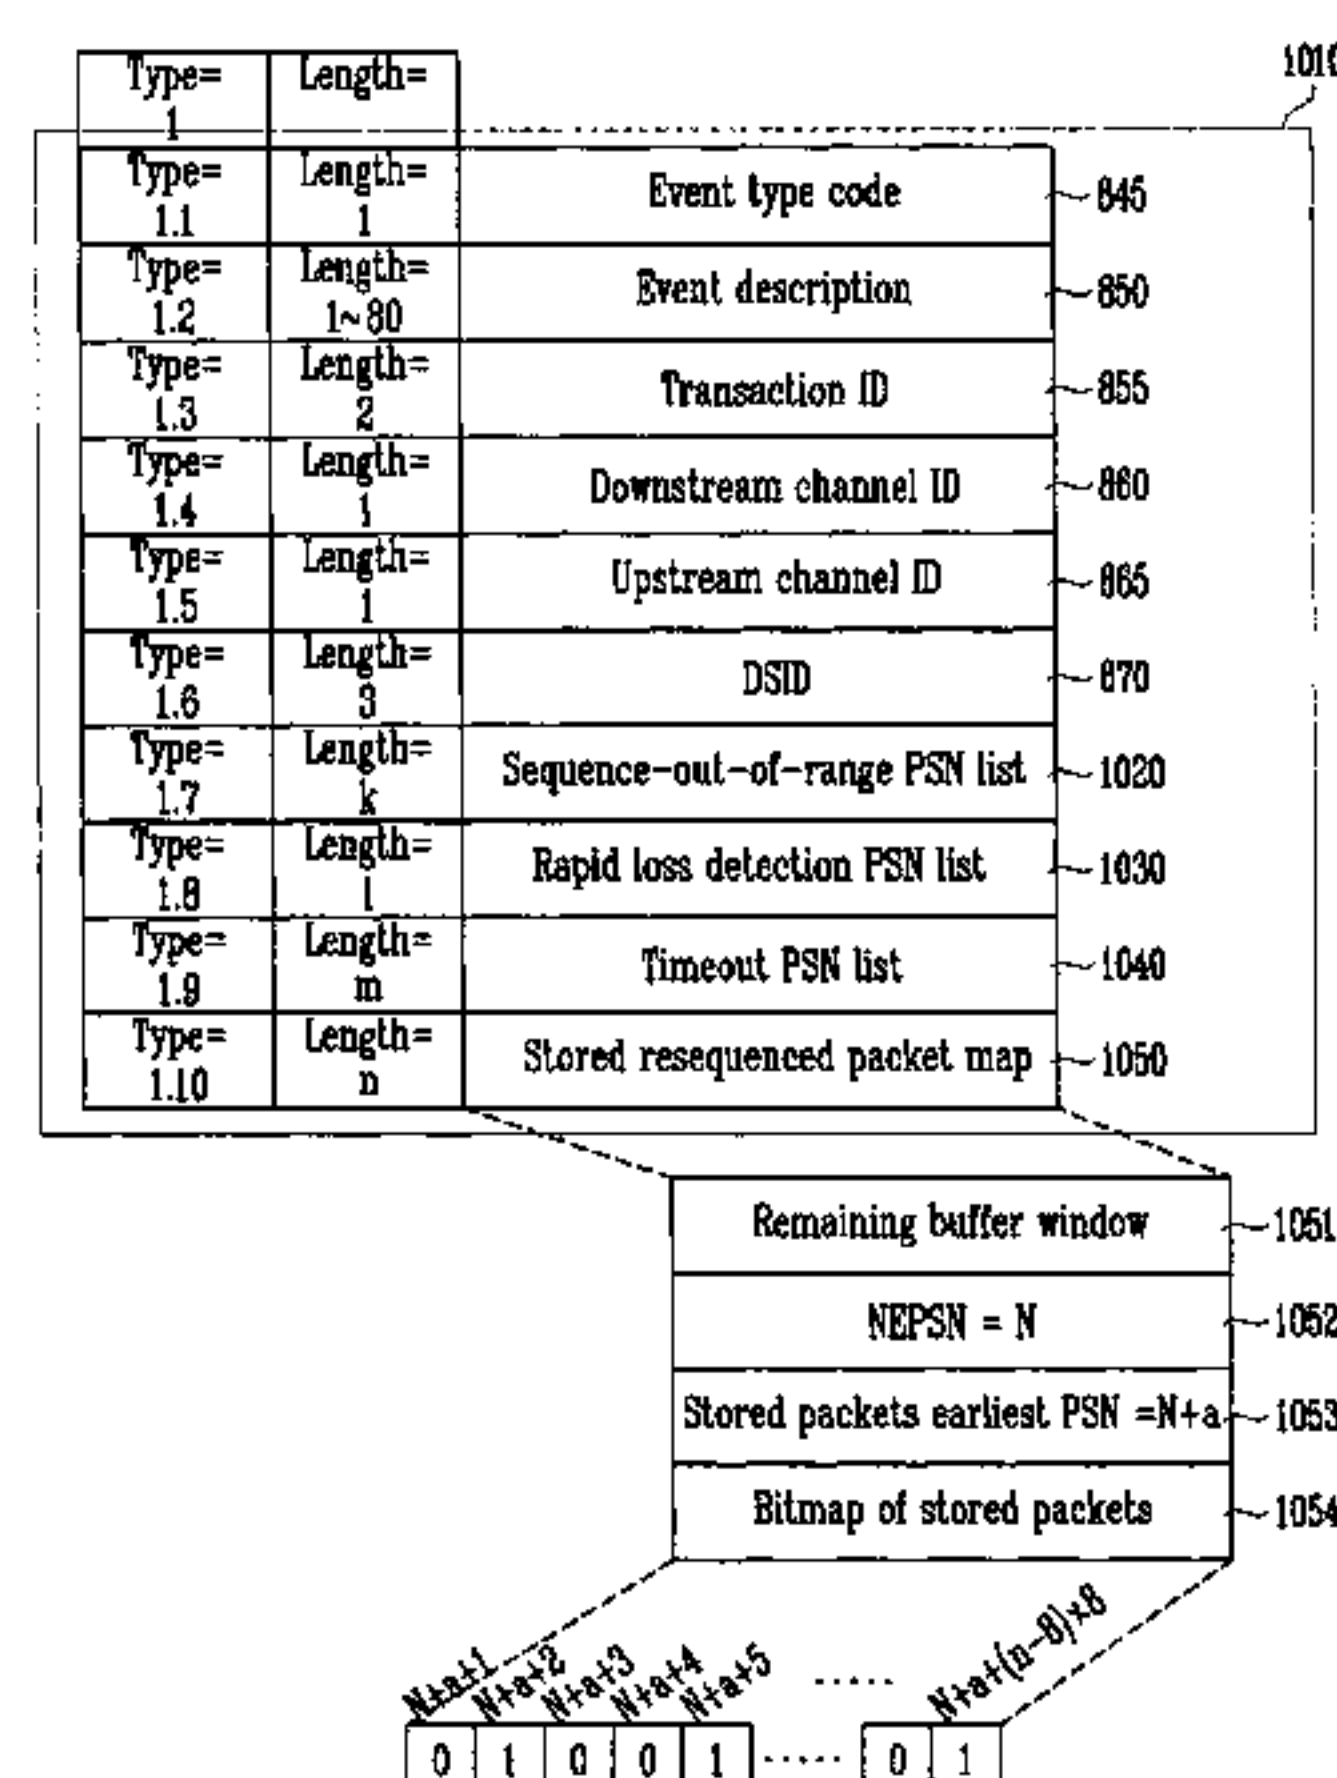 1010
Type= Length=
1
Type= Length= Event type code 845
1.1 1
Type= Length= Event description 850
1.2 1~80
Type= Length= Transaction ID 855
1.3 2
Type= Length= Downstream channel ID 860
1.4 1
Type= Length= Upstream channel ID 865
1.5 1
Type= Length= DSID 870
1.6 3
Type= Length= Sequence-out-of-range PSN list 1020
1.7 k
Type= Length= Rapid loss detection PSN list 1030
1.8 l
Type= Length= Timeout PSN list 1040
1.9 m
Type= Length= Stored resequenced packet map 1050
1.10 n
Remaining buffer window 1051
NEPSN = N 1052
Stored packets earliest PSN =N+a 1053
Bitmap of stored packets 1054
N+a+1 N+a+2 N+a+3 N+a+4 N+a+5 ..... N+a+(n-8)*8
0 1 0 0 1 ..... 0 1